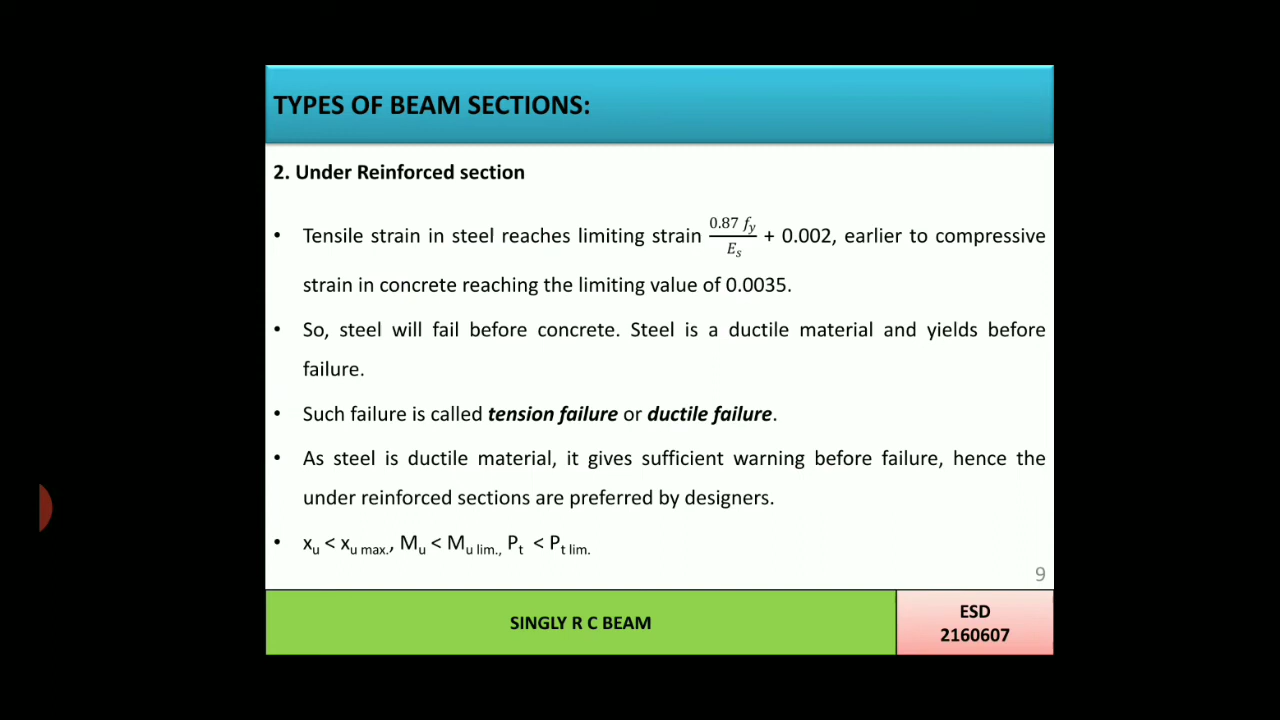 TYPES OF BEAM SECTIONS:
2. Under Reinforced section
• Tensile strain in steel reaches limiting strain 0.87 fy / Es + 0.002, earlier to compressive
strain in concrete reaching the limiting value of 0.0035.
• So, steel will fail before concrete. Steel is a ductile material and yields before
failure.
• Such failure is called tension failure or ductile failure.
• As steel is ductile material, it gives sufficient warning before failure, hence the
under reinforced sections are preferred by designers.
• xu < xu max., Mu < Mu lim., Pt < Pt lim.
9
SINGLY R C BEAM
ESD
2160607